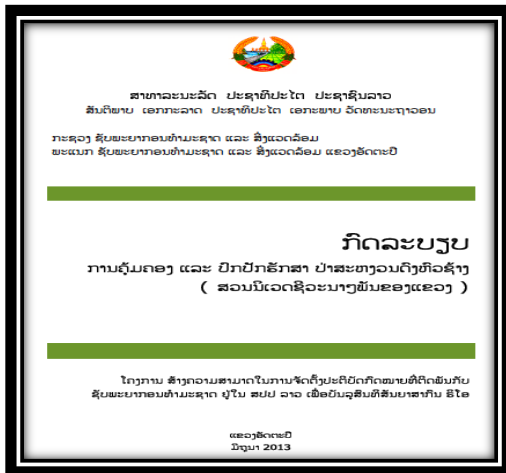 ສາທາລະນະລັດ ປະຊາທິປະໄຕ ປະຊາຊົນລາວ
ສັນຕິພາບ ເອກກະລາດ ປະຊາທິປະໄຕ ເອກະພາບ ວັດທະນະຖາວອນ
ກະຊວງ ຊັບພະຍາກອນທຳມະຊາດ ແລະ ສິ່ງແວດລ້ອມ
ພະແນກ ຊັບພະຍາກອນທຳມະຊາດ ແລະ ສິ່ງແວດລ້ອມ ແຂວງອັດຕະປື
ກົດລະບຽບ
ການຄຸ້ມຄອງ ແລະ ປົກປັກຮັກສາ ປ່າສະຫງວນດົງຫົວຊ້າງ
( ສວນນິເວດຊີວະນາໆພັນຂອງແຂວງ )
ໂຄງການ ສ້າງຄວາມສາມາດໃນການຈັດຕັ້ງປະຕິບັດກົດໝາຍທີ່ຕິດພັນກັບ
ຊັບພະຍາກອນທຳມະຊາດ ຢູ່ໃນ ສປປ ລາວ ເພື່ອບັນລຸສົນທິສັນຍາສາກົນ ຣີໂອ
ແຂວງອັດຕະປື
ມິຖຸນາ 2013